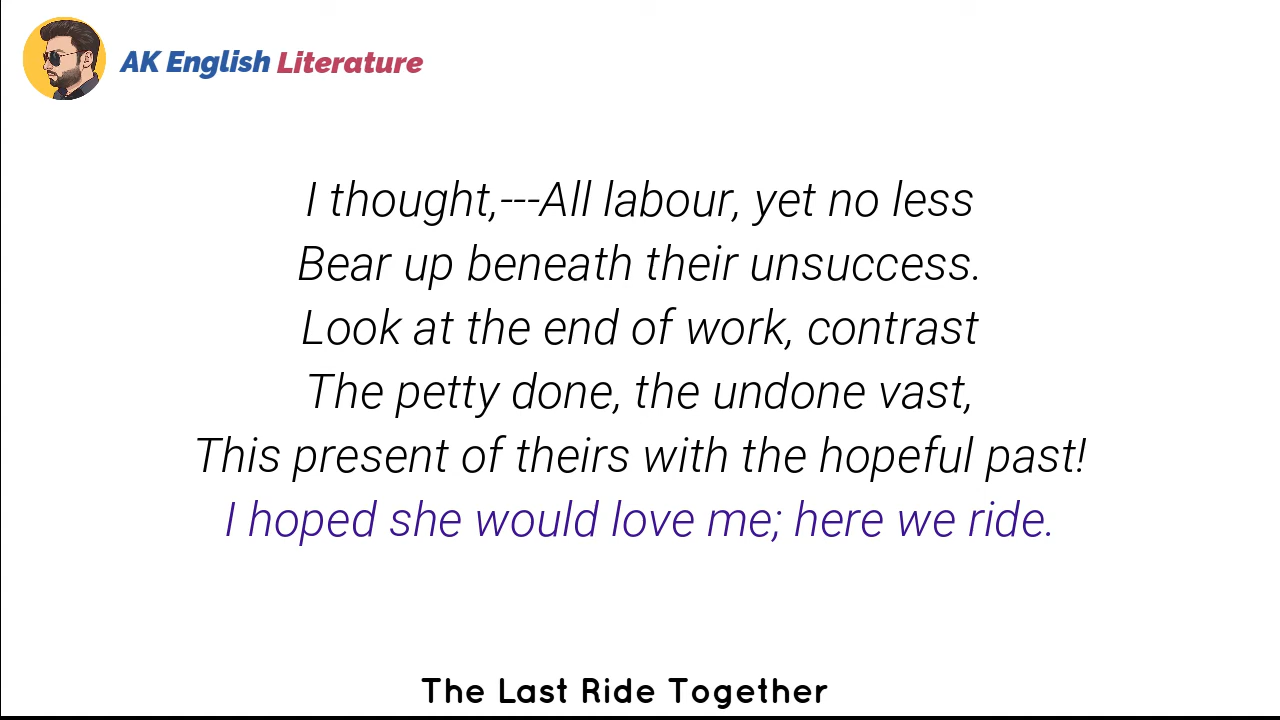 AK English Literature
I thought,---All labour, yet no less
Bear up beneath their unsuccess.
Look at the end of work, contrast
The petty done, the undone vast,
This present of theirs with the hopeful past!
I hoped she would love me; here we ride.
The Last Ride Together